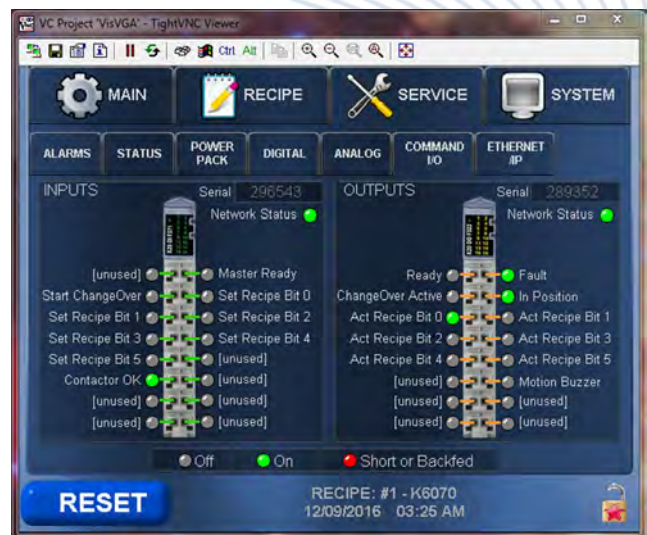 VC Project 'VisVGA' - TightVNC Viewer
Ctrl Alt
MAIN RECIPE SERVICE SYSTEM
ALARMS STATUS POWER PACK DIGITAL ANALOG COMMAND I/O ETHERNET /IP
INPUTS Serial 296543 OUTPUTS Serial 289352
Network Status Network Status
[unused] Master Ready Ready Fault
Start ChangeOver Set Recipe Bit 0 ChangeOver Active In Position
Set Recipe Bit 1 Set Recipe Bit 2 Act Recipe Bit 0 Act Recipe Bit 1
Set Recipe Bit 3 Set Recipe Bit 4 Act Recipe Bit 2 Act Recipe Bit 3
Set Recipe Bit 5 [unused] Act Recipe Bit 4 Act Recipe Bit 5
Contactor OK [unused] [unused] Motion Buzzer
[unused] [unused] [unused] [unused]
[unused] [unused] [unused] [unused]
Off On Short or Backfed
RESET RECIPE: #1 - K6070
12/09/2016 03:25 AM